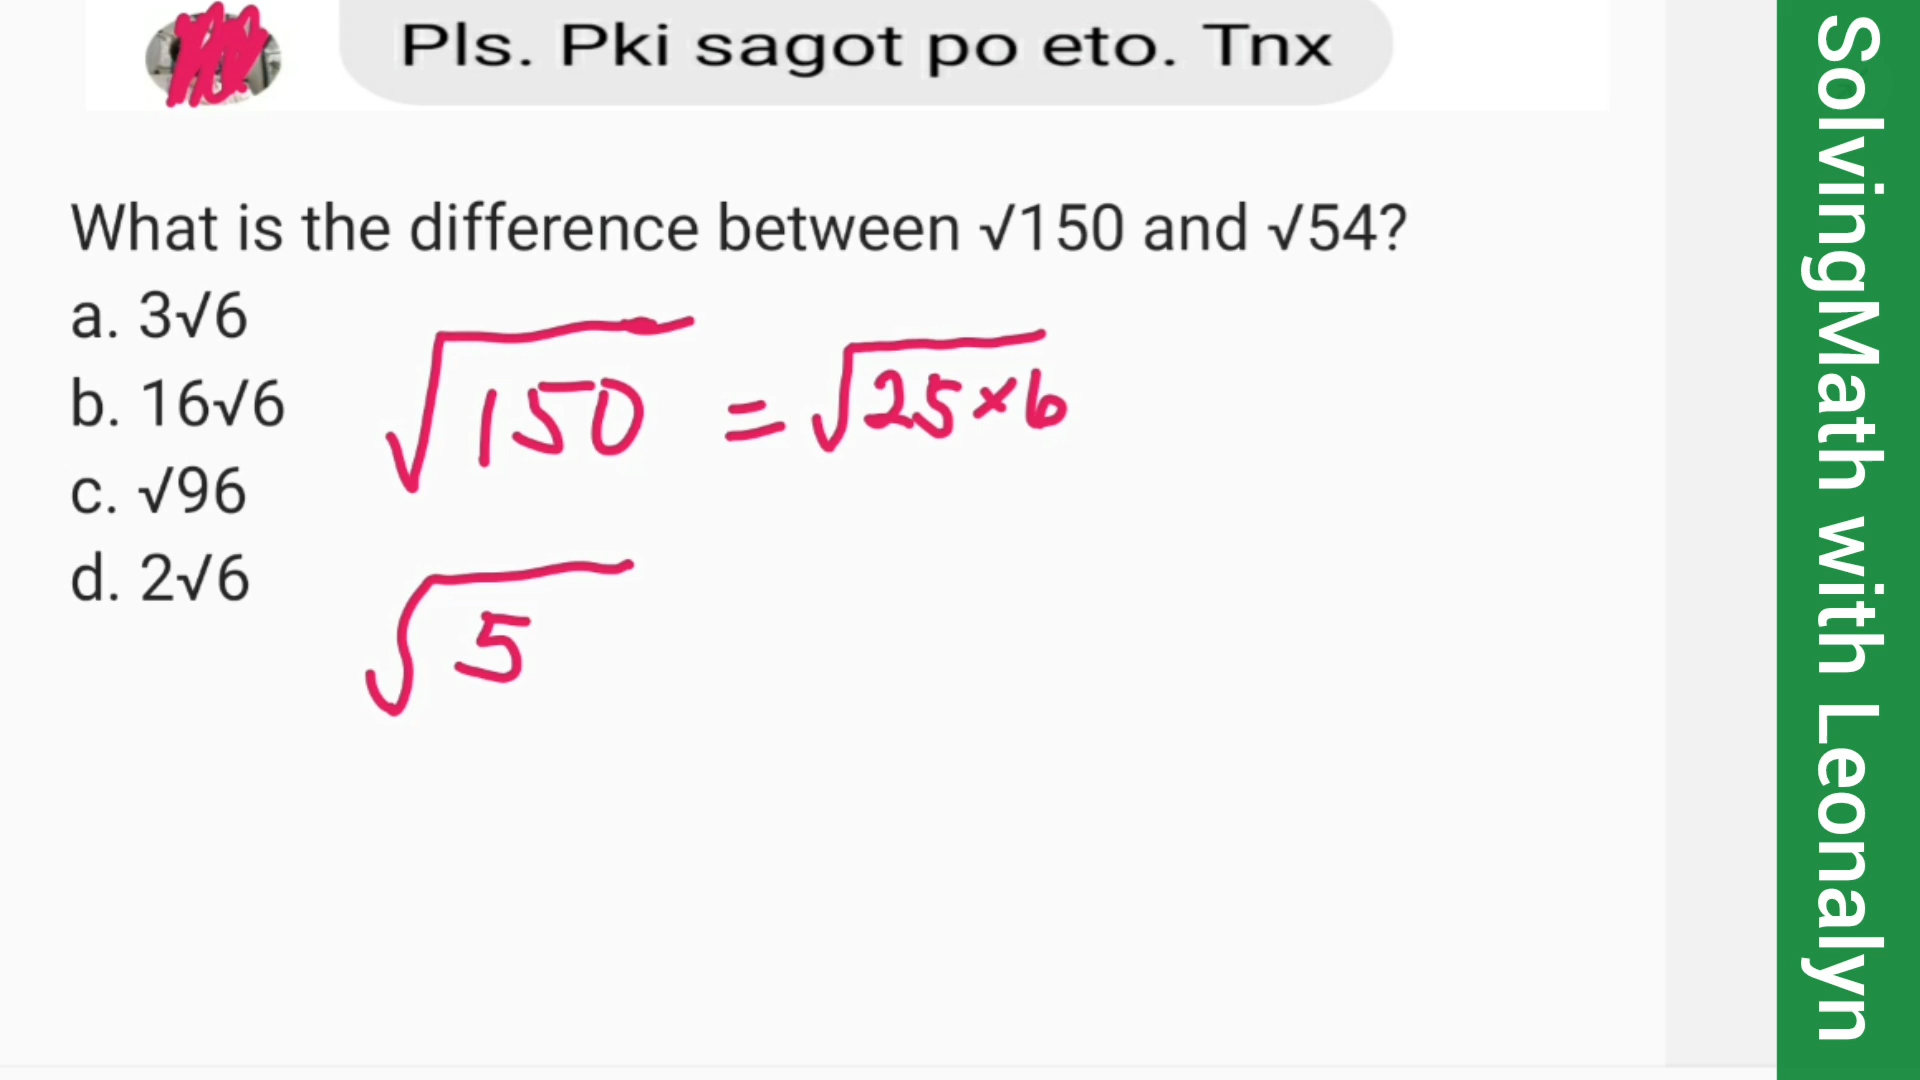 Pls. Pki sagot po eto. Tnx
What is the difference between √150 and √54?
a. 3√6
b. 16√6
c. √96
d. 2√6
√150 = √25×6
√5
SolvingMath with Leonalyn